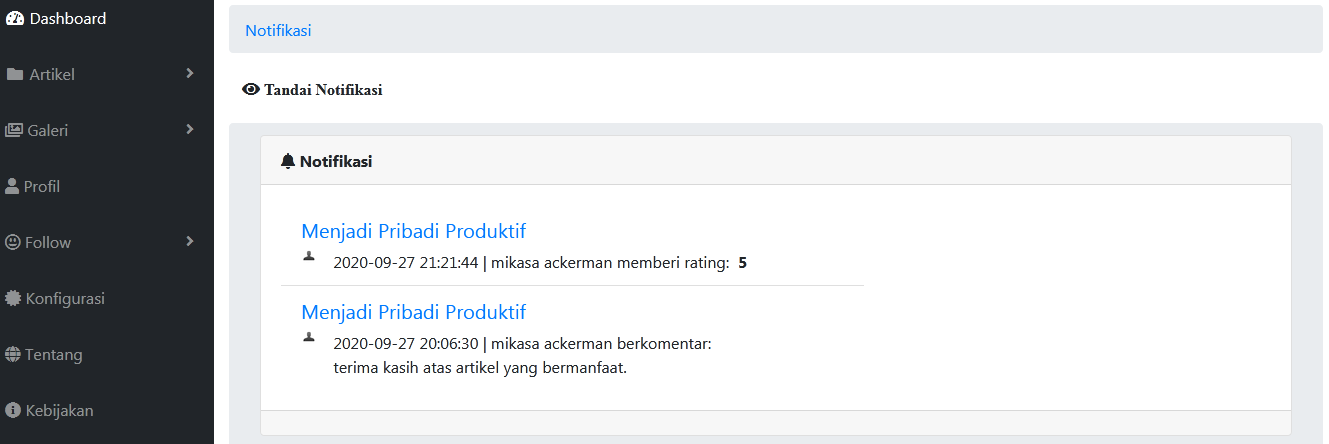 Dashboard
Artikel
Galeri
Profil
Follow
Konfigurasi
Tentang
Kebijakan
Notifikasi
Tandai Notifikasi
Notifikasi
Menjadi Pribadi Produktif
2020-09-27 21:21:44 | mikasa ackerman memberi rating: 5
Menjadi Pribadi Produktif
2020-09-27 20:06:30 | mikasa ackerman berkomentar:
terima kasih atas artikel yang bermanfaat.